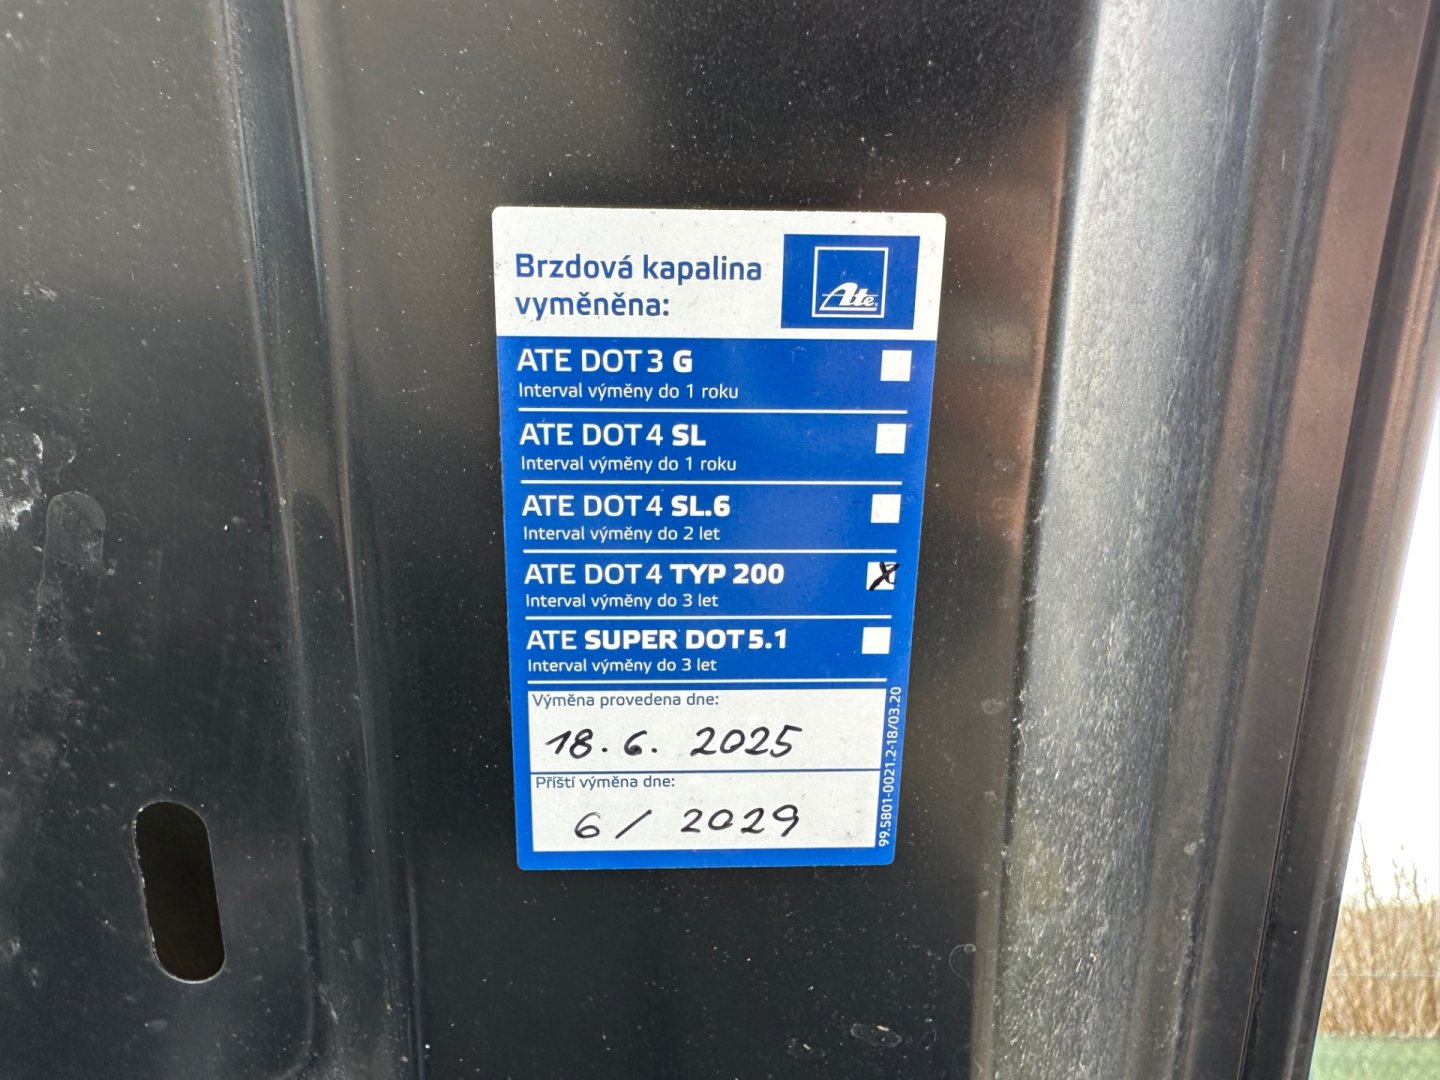 Brzdová kapalina
vyměněna:
Ate
ATE DOT 3 G
Interval výměny do 1 roku
ATE DOT 4 SL
Interval výměny do 1 roku
ATE DOT 4 SL.6
Interval výměny do 2 let
ATE DOT 4 TYP 200
Interval výměny do 3 let
ATE SUPER DOT 5.1
Interval výměny do 3 let
Výměna provedena dne:
18. 6. 2025
Příští výměna dne:
6 / 2029
99.5801-0021.2-18/03.20